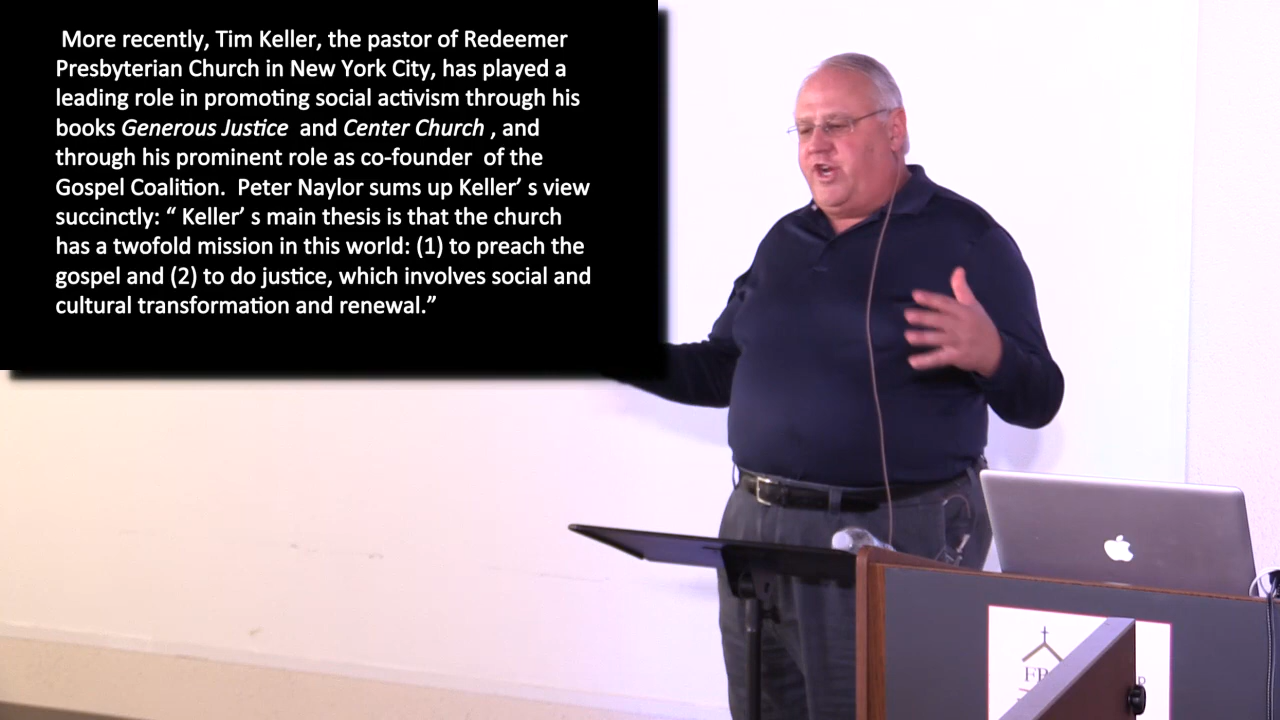 More recently, Tim Keller, the pastor of Redeemer
Presbyterian Church in New York City, has played a
leading role in promoting social activism through his
books Generous Justice  and Center Church , and
through his prominent role as co-founder  of the
Gospel Coalition.  Peter Naylor sums up Keller’ s view
succinctly: “ Keller’ s main thesis is that the church
has a twofold mission in this world: (1) to preach the
gospel and (2) to do justice, which involves social and
cultural transformation and renewal.”